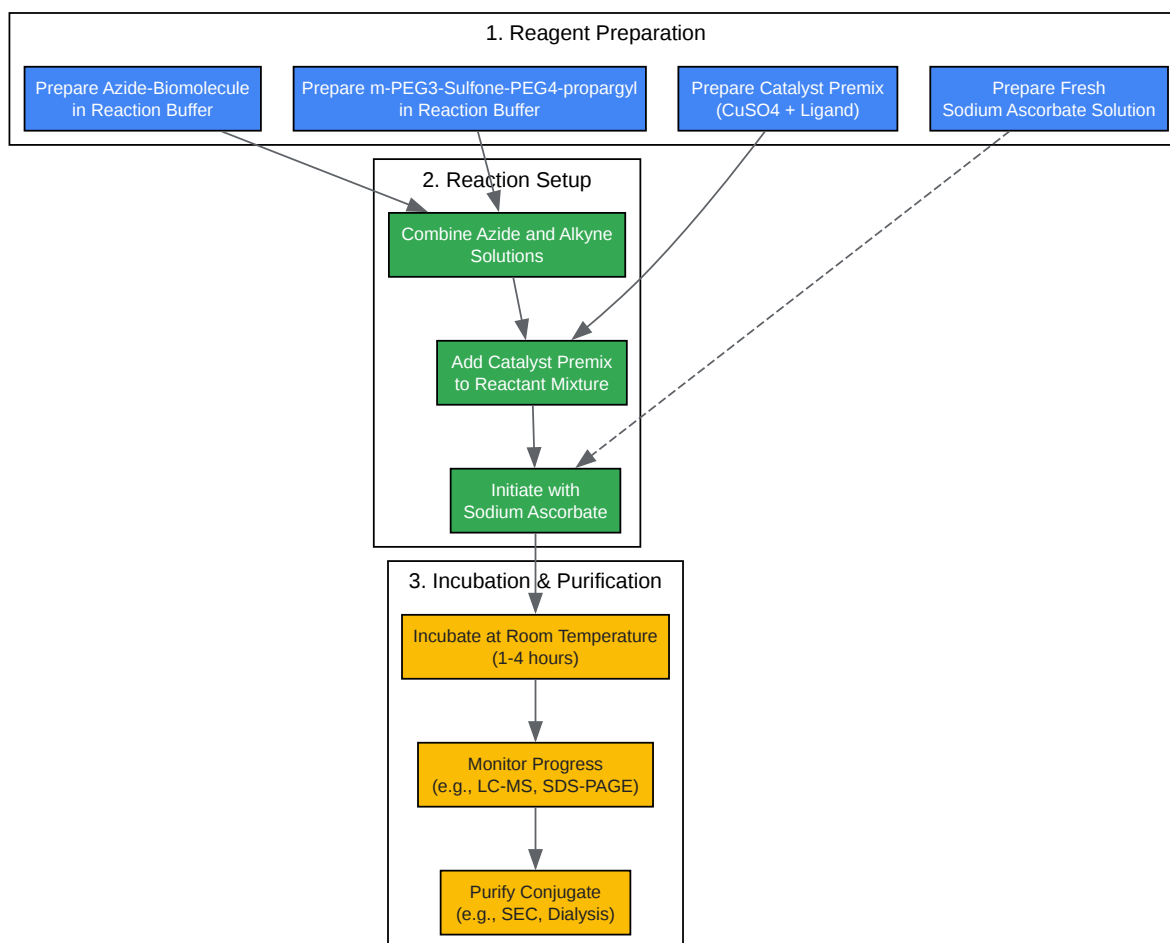 1. Reagent Preparation
Prepare Azide-Biomolecule
in Reaction Buffer
Prepare m-PEG3-Sulfone-PEG4-propargyl
in Reaction Buffer
Prepare Catalyst Premix
(CuSO4 + Ligand)
Prepare Fresh
Sodium Ascorbate Solution
2. Reaction Setup
Combine Azide and Alkyne
Solutions
Add Catalyst Premix
to Reactant Mixture
Initiate with
Sodium Ascorbate
3. Incubation & Purification
Incubate at Room Temperature
(1-4 hours)
Monitor Progress
(e.g., LC-MS, SDS-PAGE)
Purify Conjugate
(e.g., SEC, Dialysis)